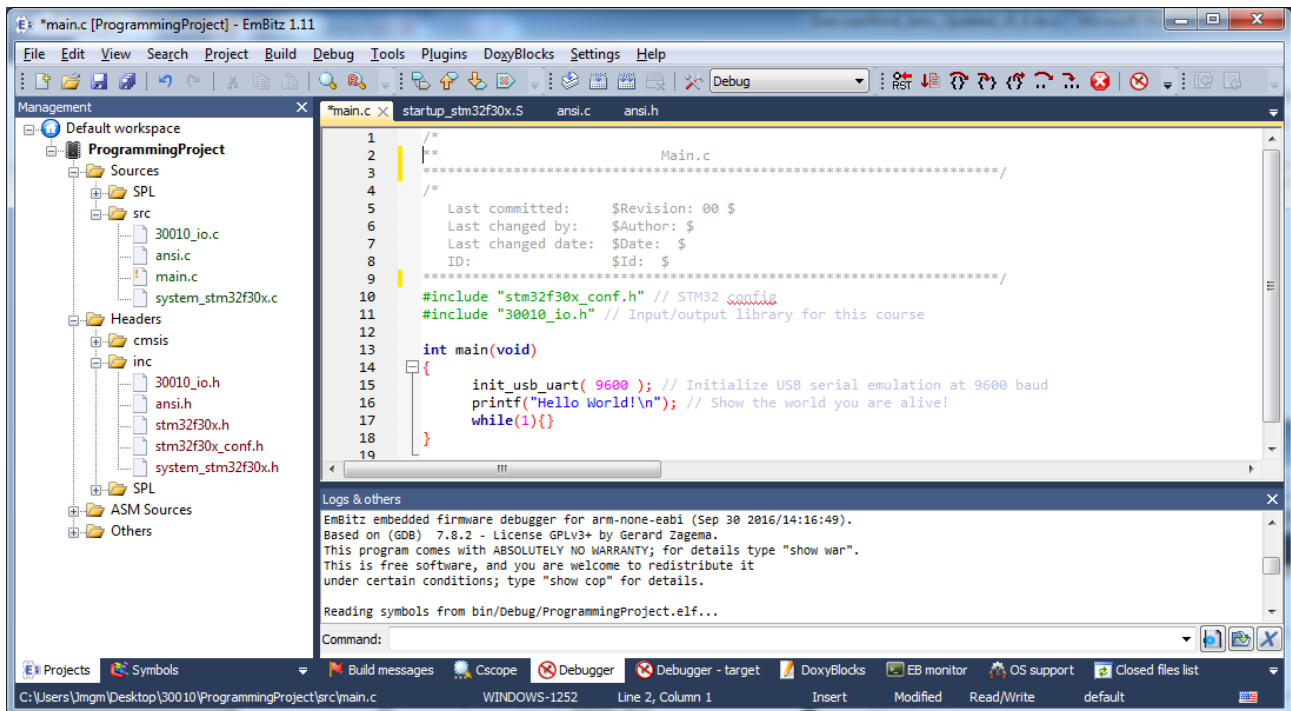 *main.c [ProgrammingProject] - EmBitz 1.11
File Edit View Search Project Build Debug Tools Plugins DoxyBlocks Settings Help
Debug
RST
Management
*main.c startup_stm32f30x.S ansi.c ansi.h
Default workspace
ProgrammingProject
Sources
SPL
src
30010_io.c
ansi.c
main.c
system_stm32f30x.c
Headers
cmsis
inc
30010_io.h
ansi.h
stm32f30x.h
stm32f30x_conf.h
system_stm32f30x.h
SPL
ASM Sources
Others
1 /*
2 ** Main.c
3 **********************************************************************/
4 /*
5 Last committed: $Revision: 00 $
6 Last changed by: $Author: $
7 Last changed date: $Date: $
8 ID: $Id: $
9 **********************************************************************/
10 #include "stm32f30x_conf.h" // STM32 config
11 #include "30010_io.h" // Input/output library for this course
12
13 int main(void)
14 {
15 init_usb_uart( 9600 ); // Initialize USB serial emulation at 9600 baud
16 printf("Hello World!\n"); // Show the world you are alive!
17 while(1){}
18 }
19
Logs & others
EmBitz embedded firmware debugger for arm-none-eabi (Sep 30 2016/14:16:49).
Based on (GDB) 7.8.2 - License GPLv3+ by Gerard Zagema.
This program comes with ABSOLUTELY NO WARRANTY; for details type "show war".
This is free software, and you are welcome to redistribute it
under certain conditions; type "show cop" for details.
Reading symbols from bin/Debug/ProgrammingProject.elf...
Command:
Projects Symbols Build messages Cscope Debugger Debugger - target DoxyBlocks EB monitor OS support Closed files list
C:\Users\Jmgm\Desktop\30010\ProgrammingProject\src\main.c WINDOWS-1252 Line 2, Column 1 Insert Modified Read/Write default